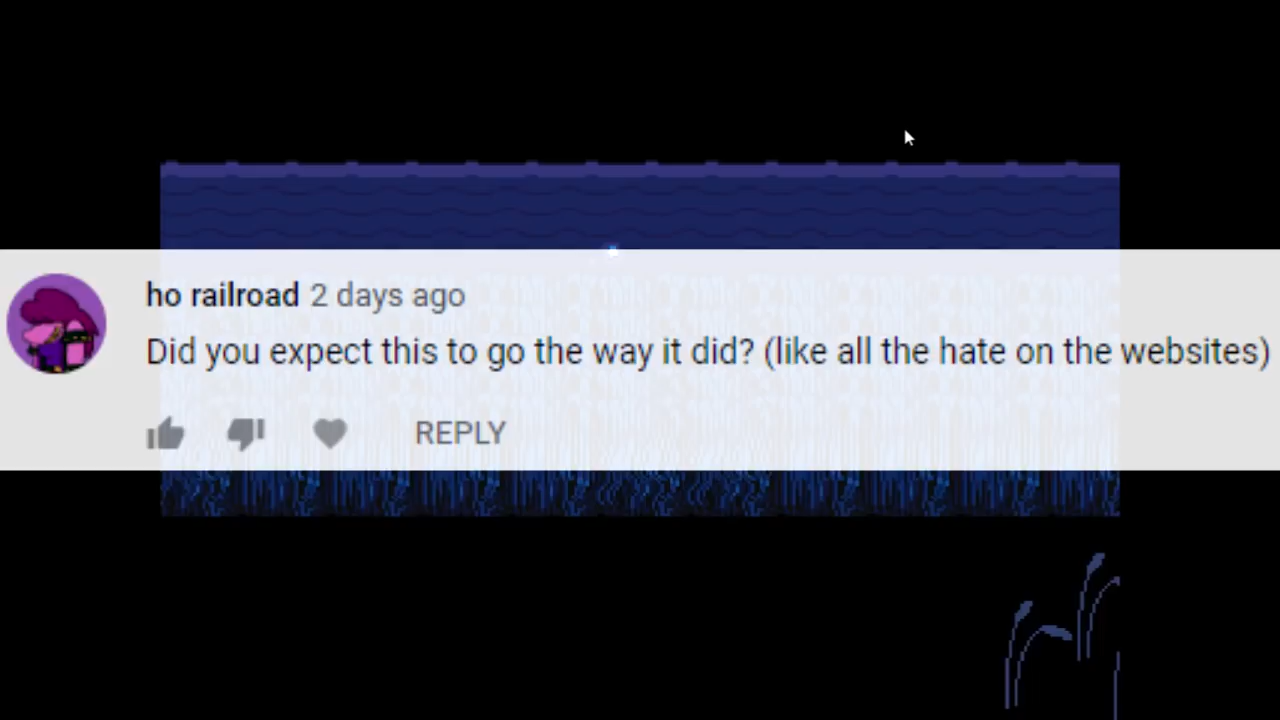 ho railroad 2 days ago
Did you expect this to go the way it did? (like all the hate on the websites)
REPLY